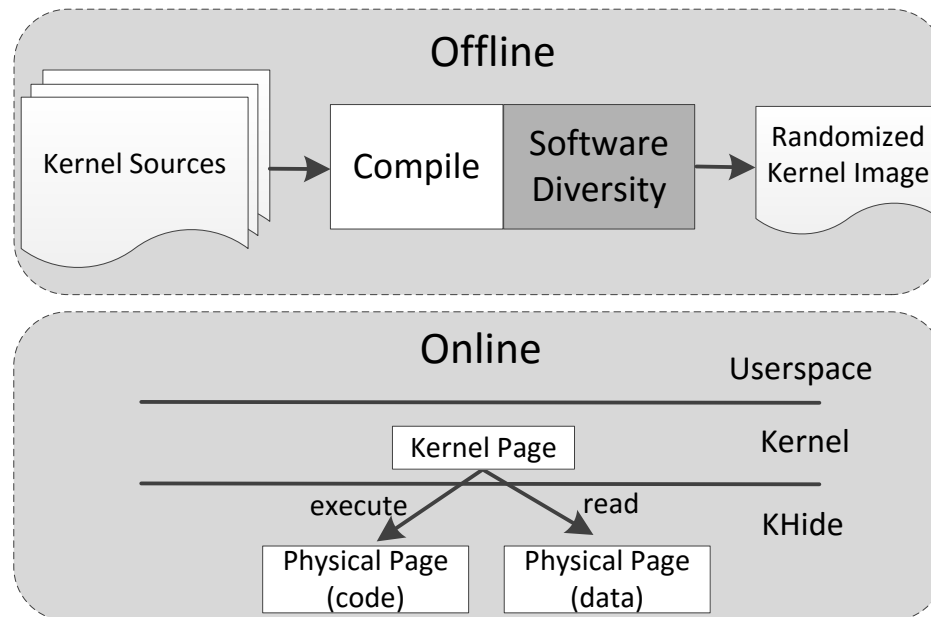 Offline
Kernel Sources
Compile
Software
Diversity
Randomized
Kernel Image
Online
Userspace
Kernel Page
Kernel
execute
read
KHide
Physical Page
(code)
Physical Page
(data)